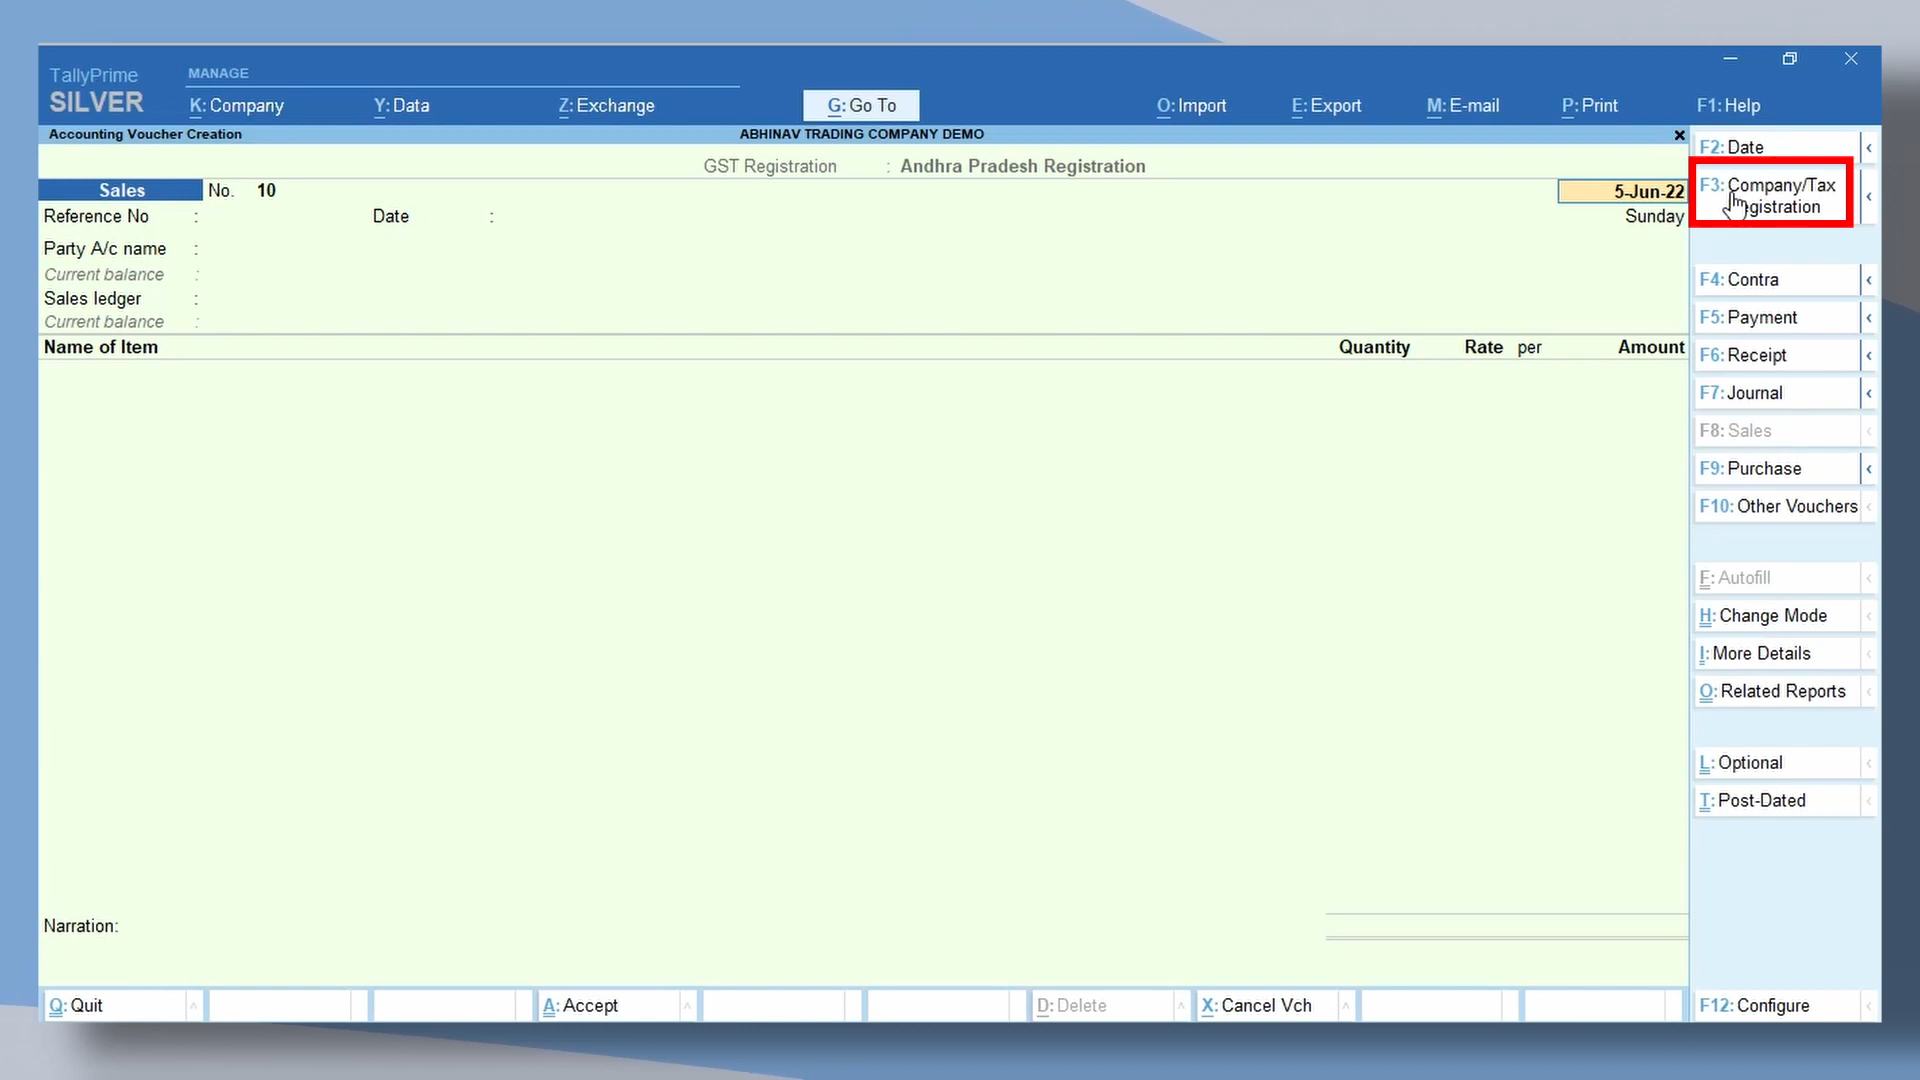 TallyPrime
SILVER
MANAGE
K: Company
Y: Data
Z: Exchange
G: Go To
O: Import
E: Export
M: E-mail
P: Print
F1: Help
Accounting Voucher Creation
ABHINAV TRADING COMPANY DEMO
GST Registration : Andhra Pradesh Registration
Sales No. 10
5-Jun-22
Reference No : Date :
Sunday
Party A/c name :
Current balance :
Sales ledger :
Current balance :
Name of Item Quantity Rate per Amount
Narration:
F2: Date
F3: Company/Tax
gistration
F4: Contra
F5: Payment
F6: Receipt
F7: Journal
F8: Sales
F9: Purchase
F10: Other Vouchers
F: Autofill
H: Change Mode
I: More Details
O: Related Reports
L: Optional
T: Post-Dated
Q: Quit
A: Accept
D: Delete
X: Cancel Vch
F12: Configure